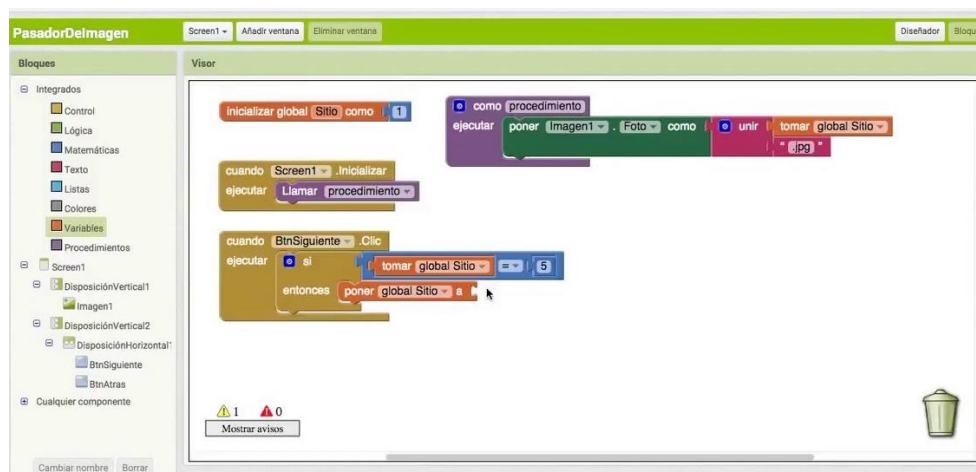 PasadorDeImagen Screen1 Añadir ventana Eliminar ventana Diseñador
Bloques Visor
Integrados
Control
Lógica
Matemáticas
Texto
Listas
Colores
Variables
Procedimientos
Screen1
DisposiciónVertical1
Imagen1
DisposiciónVertical2
BtnSiguiente
BtnAtras
Cualquier componente
Cambiar nombre Borrar
inicializar global Sitio como 1
como procedimiento
ejecutar poner Imagen1 . Foto como unir tomar global Sitio
" .jpg "
cuando Screen1 .Inicializar
ejecutar Llamar procedimiento
cuando BtnSiguiente .Clic
ejecutar si tomar global Sitio = 5
entonces poner global Sitio a
1 0
Mostrar avisos